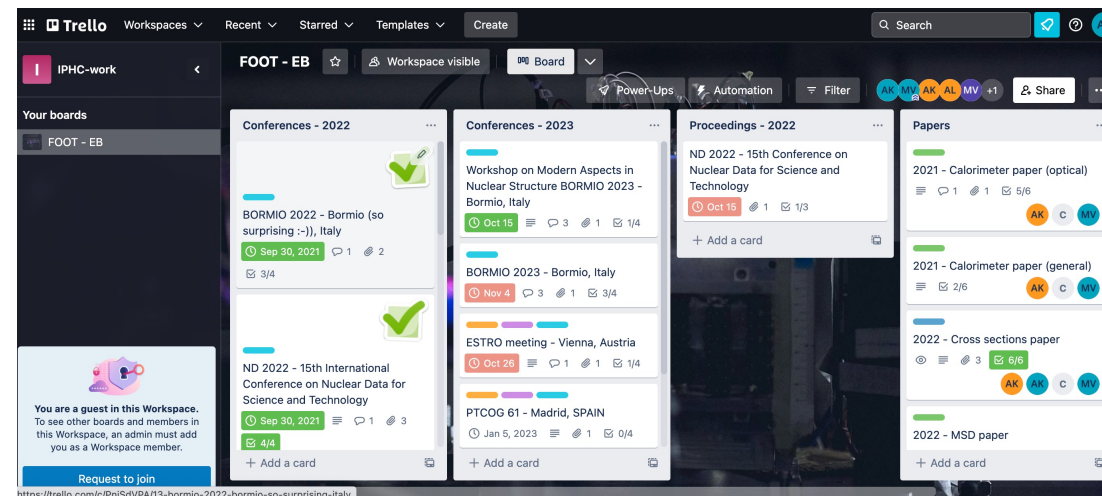 Trello
Workspaces
Recent
Starred
Templates
Create
Search
I
IPHC-work
FOOT - EB
Workspace visible
Board
Power-Ups
Automation
Filter
AK
MV
AK
AL
MV
+1
Share
Your boards
FOOT - EB
You are a guest in this Workspace.
To see other boards and members in
this Workspace, an admin must add
you as a Workspace member.
Request to join
Conferences - 2022
BORMIO 2022 - Bormio (so
surprising :-)), Italy
Sep 30, 2021 1 2
3/4
ND 2022 - 15th International
Conference on Nuclear Data for
Science and Technology
Sep 30, 2021 1 3
4/4
+ Add a card
Conferences - 2023
Workshop on Modern Aspects in
Nuclear Structure BORMIO 2023 -
Bormio, Italy
Oct 15 3 1 1/4
BORMIO 2023 - Bormio, Italy
Nov 4 3 1 3/4
ESTRO meeting - Vienna, Austria
Oct 26 1 1 1/4
PTCOG 61 - Madrid, SPAIN
Jan 5, 2023 1 0/4
+ Add a card
Proceedings - 2022
ND 2022 - 15th Conference on
Nuclear Data for Science and
Technology
Oct 15 1 1/3
+ Add a card
Papers
2021 - Calorimeter paper (optical)
1 1 5/6
AK C MV
2021 - Calorimeter paper (general)
2/6
AK C MV
2022 - Cross sections paper
3 6/6
AK AK C MV
2022 - MSD paper
+ Add a card